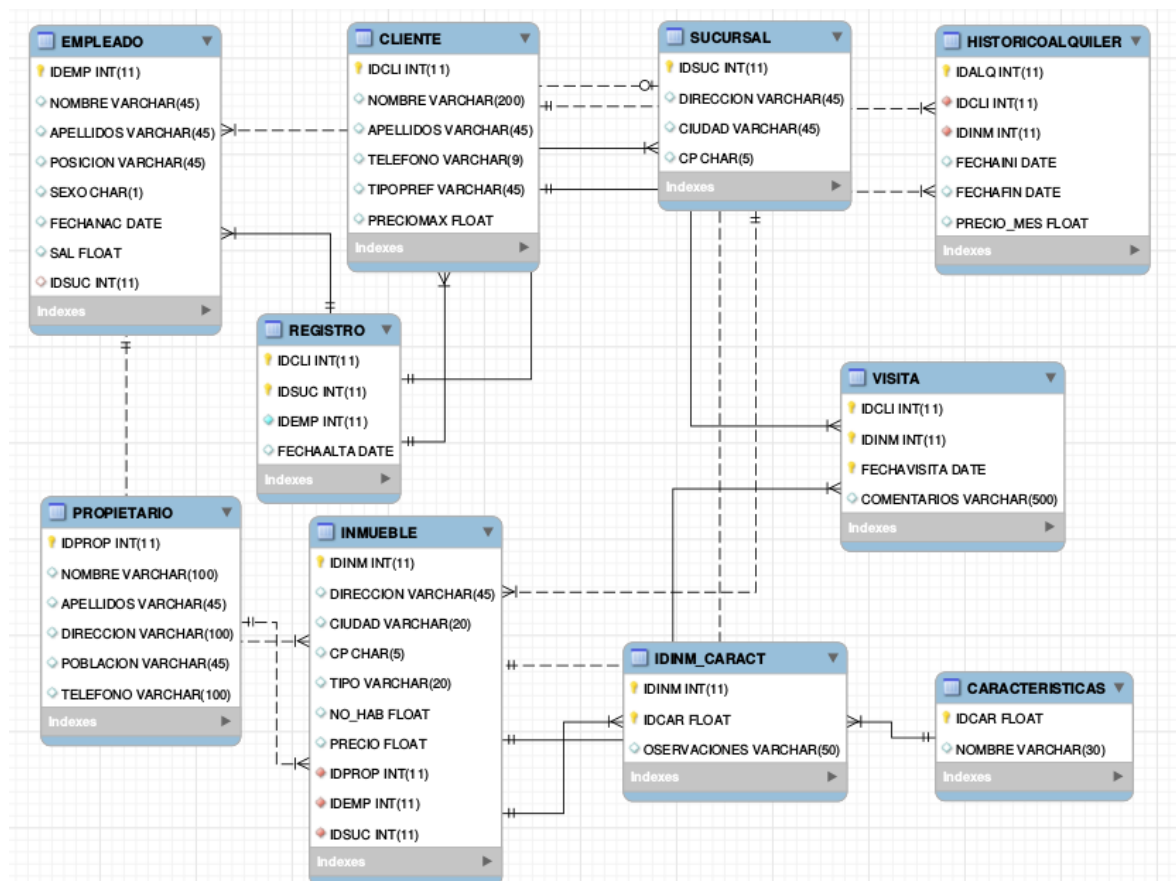 EMPLEADO
IDEMP INT(11)
NOMBRE VARCHAR(45)
APELLIDOS VARCHAR(45)
POSICION VARCHAR(45)
SEXO CHAR(1)
FECHANAC DATE
SAL FLOAT
IDSUC INT(11)
Indexes
CLIENTE
IDCLI INT(11)
NOMBRE VARCHAR(200)
APELLIDOS VARCHAR(45)
TELEFONO VARCHAR(9)
TIPOPREF VARCHAR(45)
PRECIOMAX FLOAT
Indexes
SUCURSAL
IDSUC INT(11)
DIRECCION VARCHAR(45)
CIUDAD VARCHAR(45)
CP CHAR(5)
Indexes
HISTORICOALQUILER
IDALQ INT(11)
IDCLI INT(11)
IDINM INT(11)
FECHAINI DATE
FECHAFIN DATE
PRECIO_MES FLOAT
Indexes
REGISTRO
IDCLI INT(11)
IDSUC INT(11)
IDEMP INT(11)
FECHAALTA DATE
Indexes
VISITA
IDCLI INT(11)
IDINM INT(11)
FECHAVISITA DATE
COMENTARIOS VARCHAR(500)
Indexes
PROPIETARIO
IDPROP INT(11)
NOMBRE VARCHAR(100)
APELLIDOS VARCHAR(45)
DIRECCION VARCHAR(100)
POBLACION VARCHAR(45)
TELEFONO VARCHAR(100)
Indexes
INMUEBLE
IDINM INT(11)
DIRECCION VARCHAR(45)
CIUDAD VARCHAR(20)
CP CHAR(5)
TIPO VARCHAR(20)
NO_HAB FLOAT
PRECIO FLOAT
IDPROP INT(11)
IDEMP INT(11)
IDSUC INT(11)
Indexes
IDINM_CARACT
IDINM INT(11)
IDCAR FLOAT
OSERVACIONES VARCHAR(50)
Indexes
CARACTERISTICAS
IDCAR FLOAT
NOMBRE VARCHAR(30)
Indexes